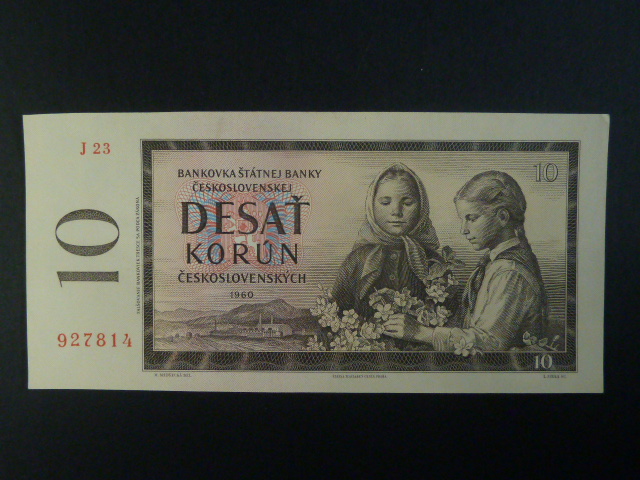 J 23
10
927814
BANKOVKA ŠTÁTNEJ BANKY
ČESKOSLOVENSKEJ
DESAŤ
KORÚN
ČESKOSLOVENSKÝCH
1960
10
10